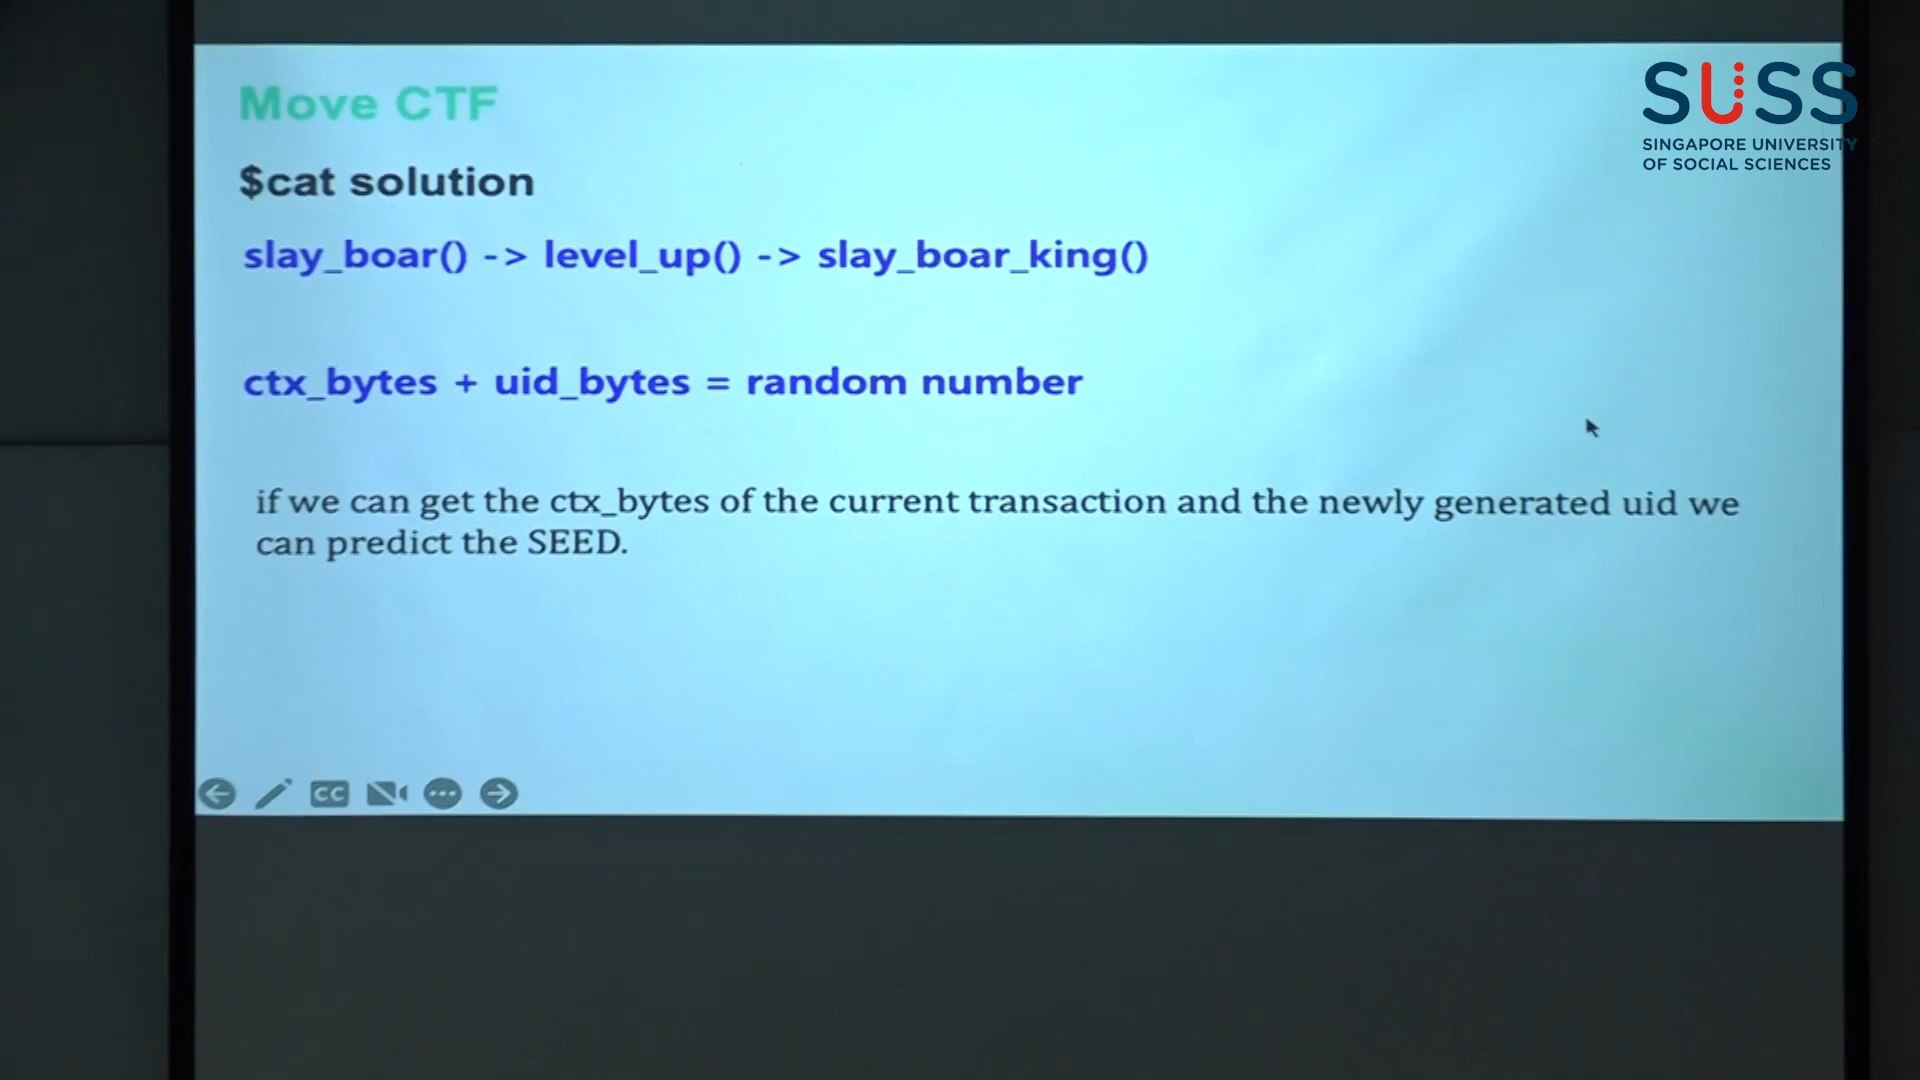 Move CTF
$cat solution
slay_boar() -> level_up() -> slay_boar_king()
ctx_bytes + uid_bytes = random number
if we can get the ctx_bytes of the current transaction and the newly generated uid we
can predict the SEED.
SUSS
SINGAPORE UNIVERSITY
OF SOCIAL SCIENCES
CC